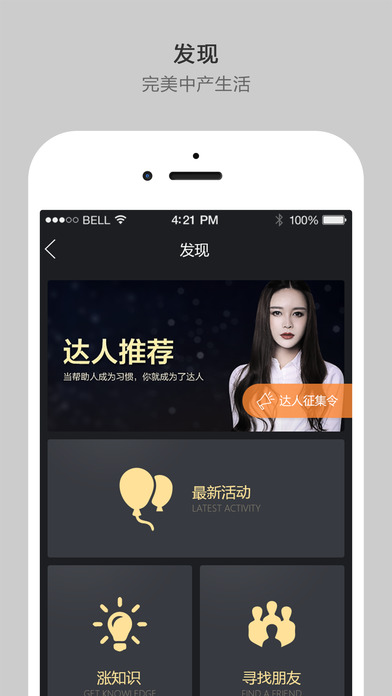 发现
完美中产生活
BELL 4:21 PM 100%
发现
达人推荐
当帮助人成为习惯，你就成为了达人
达人征集令
最新活动
LATEST ACTIVITY
涨知识
GET KNOWLEDGE
寻找朋友
FIND A FRIEND